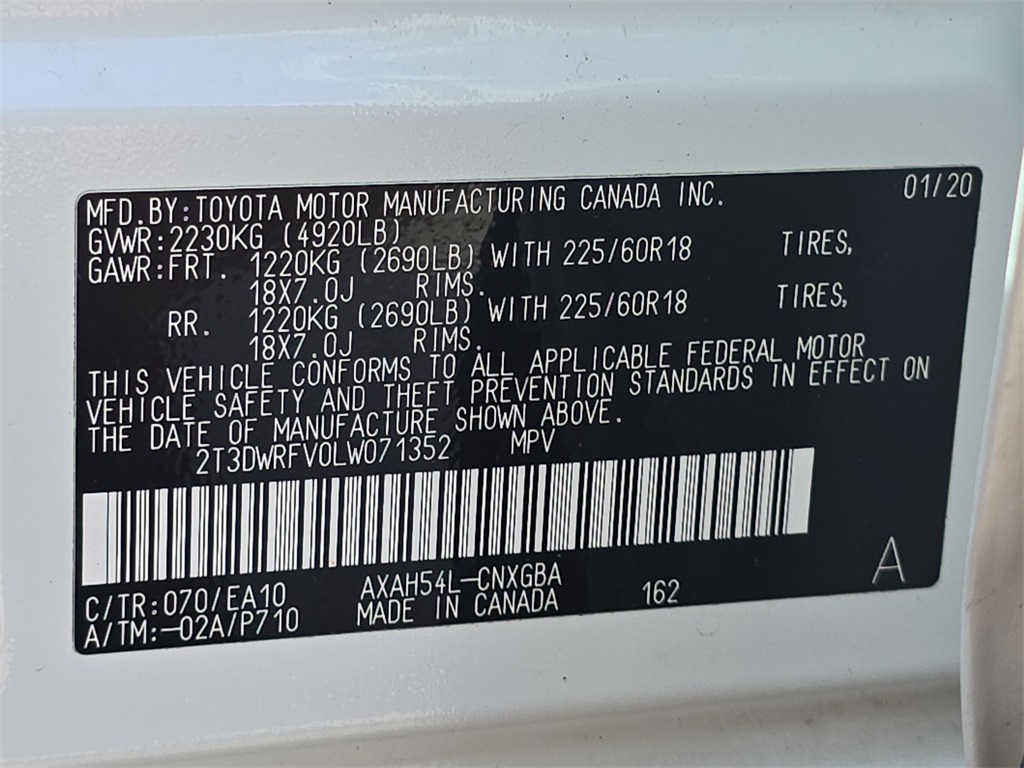 MFD.BY:TOYOTA MOTOR MANUFACTURING CANADA INC. 01/20
GVWR:2230KG (4920LB)
GAWR:FRT. 1220KG (2690LB) WITH 225/60R18 TIRES,
18X7.0J RIMS.
RR. 1220KG (2690LB) WITH 225/60R18 TIRES,
18X7.0J RIMS.
THIS VEHICLE CONFORMS TO ALL APPLICABLE FEDERAL MOTOR
VEHICLE SAFETY AND THEFT PREVENTION STANDARDS IN EFFECT ON
THE DATE OF MANUFACTURE SHOWN ABOVE.
2T3DWRFV0LW071352 MPV
C/TR:070/EA10 AXAH54L-CNXGBA 162 A
A/TM:-02A/P710 MADE IN CANADA